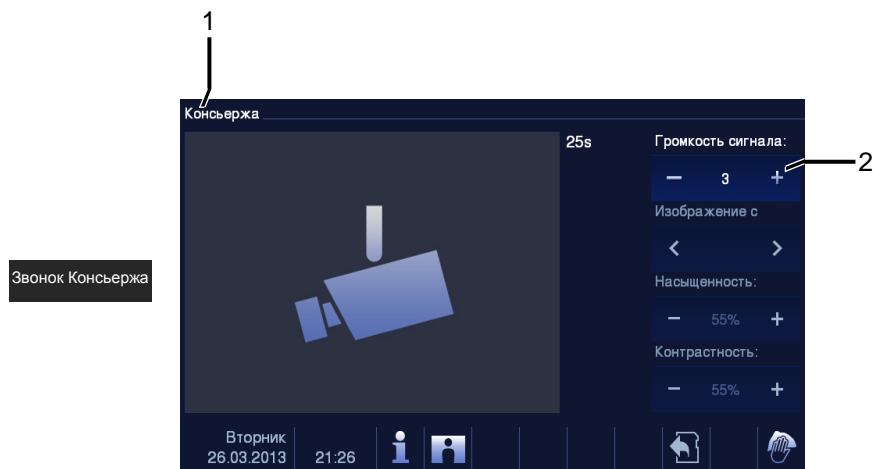 1
Консьержа
25s
Громкость сигнала:
− 3 +
2
Изображение с
< >
Звонок Консьержа
Насыщенность:
− 55% +
Контрастность:
− 55% +
Вторник
26.03.2013 21:26
i